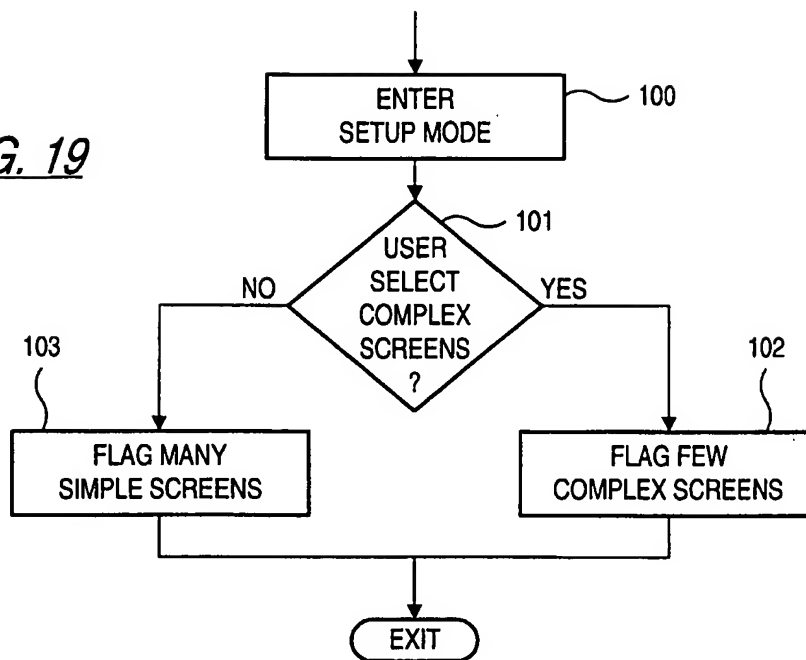 G. 19
ENTER
SETUP MODE
100
USER
SELECT
COMPLEX
SCREENS
?
101
NO
YES
103
FLAG MANY
SIMPLE SCREENS
102
FLAG FEW
COMPLEX SCREENS
EXIT